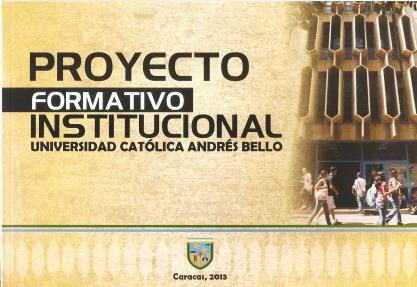 PROYECTO
FORMATIVO
INSTITUCIONAL
UNIVERSIDAD CATÓLICA ANDRÉS BELLO
Caracas, 2013